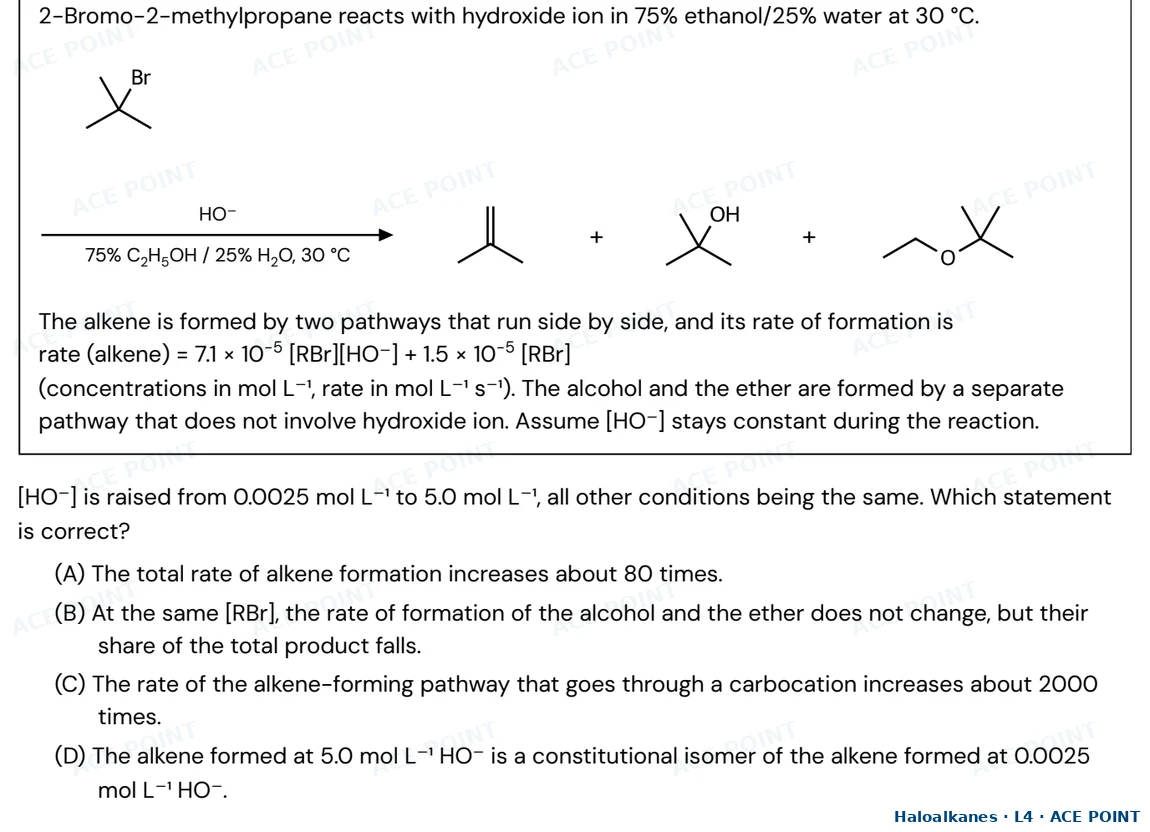 2-Bromo-2-methylpropane reacts with hydroxide ion in 75% ethanol/25% water at 30 °C.
Br
HO⁻
75% C₂H₅OH / 25% H₂O, 30 °C
+
OH
+
O
The alkene is formed by two pathways that run side by side, and its rate of formation is
rate (alkene) = 7.1 × 10⁻⁵ [RBr][HO⁻] + 1.5 × 10⁻⁵ [RBr]
(concentrations in mol L⁻¹, rate in mol L⁻¹ s⁻¹). The alcohol and the ether are formed by a separate
pathway that does not involve hydroxide ion. Assume [HO⁻] stays constant during the reaction.
[HO⁻] is raised from 0.0025 mol L⁻¹ to 5.0 mol L⁻¹, all other conditions being the same. Which statement
is correct?
(A) The total rate of alkene formation increases about 80 times.
(B) At the same [RBr], the rate of formation of the alcohol and the ether does not change, but their
share of the total product falls.
(C) The rate of the alkene-forming pathway that goes through a carbocation increases about 2000
times.
(D) The alkene formed at 5.0 mol L⁻¹ HO⁻ is a constitutional isomer of the alkene formed at 0.0025
mol L⁻¹ HO⁻.
Haloalkanes · L4 · ACE POINT